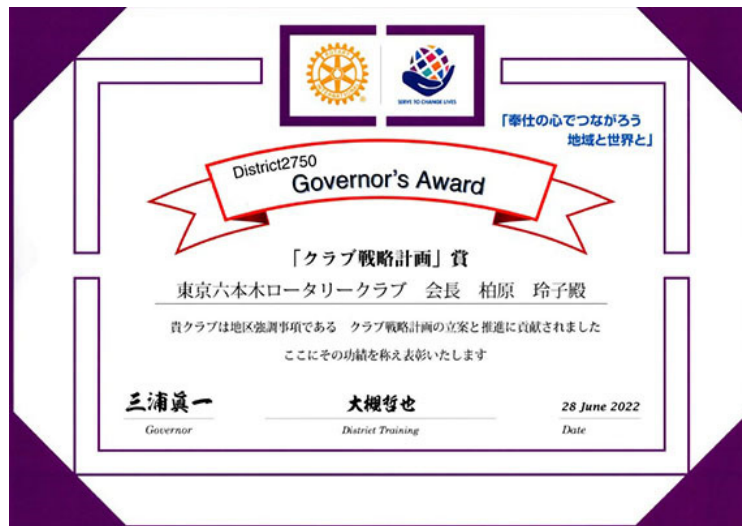 ROTARY
INTERNATIONAL
SERVE TO CHANGE LIVES
「奉仕の心でつながろう
地域と世界と」
District2750
Governor's Award
「クラブ戦略計画」賞
東京六本木ロータリークラブ 会長 柏原 玲子殿
貴クラブは地区強調事項である クラブ戦略計画の立案と推進に貢献されました
ここにその功績を称え表彰いたします
三浦眞一
大槻哲也
28 June 2022
Governor
District Training
Date